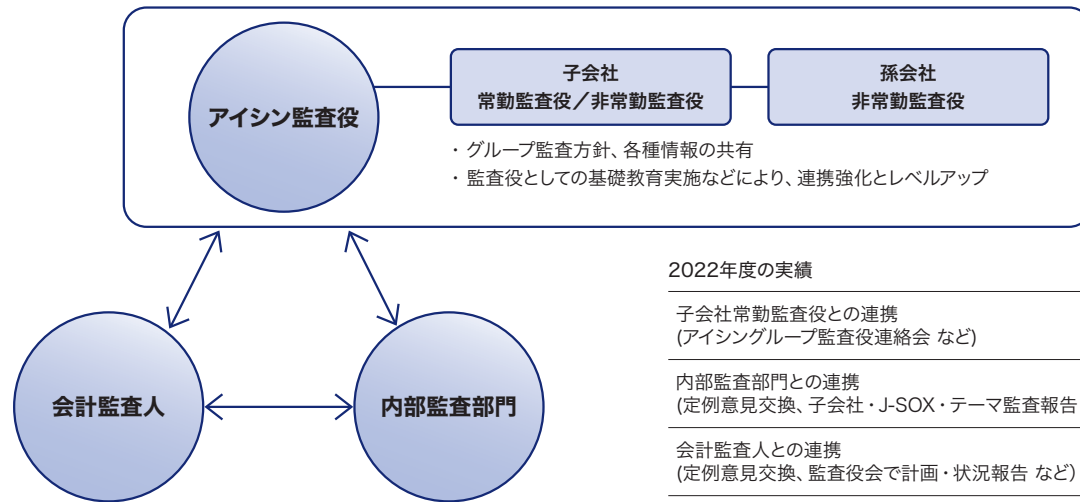 アイシン監査役
子会社
常勤監査役／非常勤監査役
孫会社
非常勤監査役
・グループ監査方針、各種情報の共有
・監査役としての基礎教育実施などにより、連携強化とレベルアップ
会計監査人
内部監査部門
2022年度の実績
子会社常勤監査役との連携
(アイシングループ監査役連絡会 など)
内部監査部門との連携
(定例意見交換、子会社・J-SOX・テーマ監査報告
会計監査人との連携
(定例意見交換、監査役会で計画・状況報告 など)